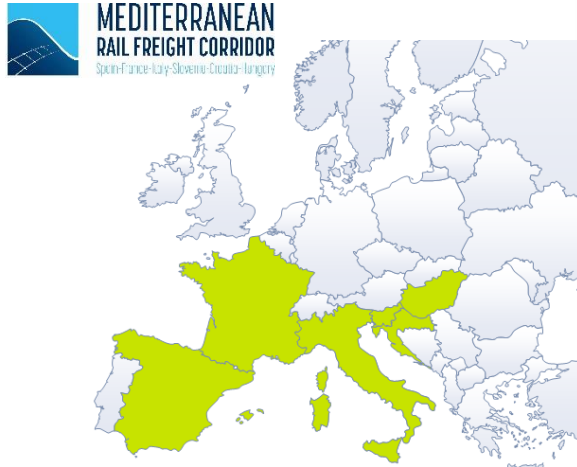 MEDITERRANEAN
RAIL FREIGHT CORRIDOR
Spain-France-Italy-Slovenia-Croatia-Hungary